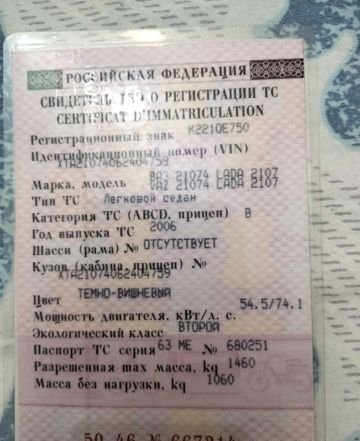 РОССИЙСКАЯ ФЕДЕРАЦИЯ
СВИДЕТЕЛЬСТВО О РЕГИСТРАЦИИ ТС
CERTIFICAT D'IMMATRICULATION
Регистрационный знак К221ОЕ750
Идентификационный номер (VIN)
XTA21074062404759
Марка, модель ВАЗ 21074 LADA 2107
VAZ 21074 LADA 2107
Тип ТС Легковой седан
Категория ТС (ABCD, прицеп) B
Год выпуска ТС 2006
Шасси (рама) № ОТСУТСТВУЕТ
Кузов (кабина, прицеп) №
XTA21074062404759
Цвет ТЕМНО-ВИШНЕВЫЙ
Мощность двигателя, кВт/л. с. 54.5/74.1
Экологический класс ВТОРОЙ
Паспорт ТС серия 63 МЕ № 680251
Разрешенная max масса, kg 1460
Масса без нагрузки, kg 1060